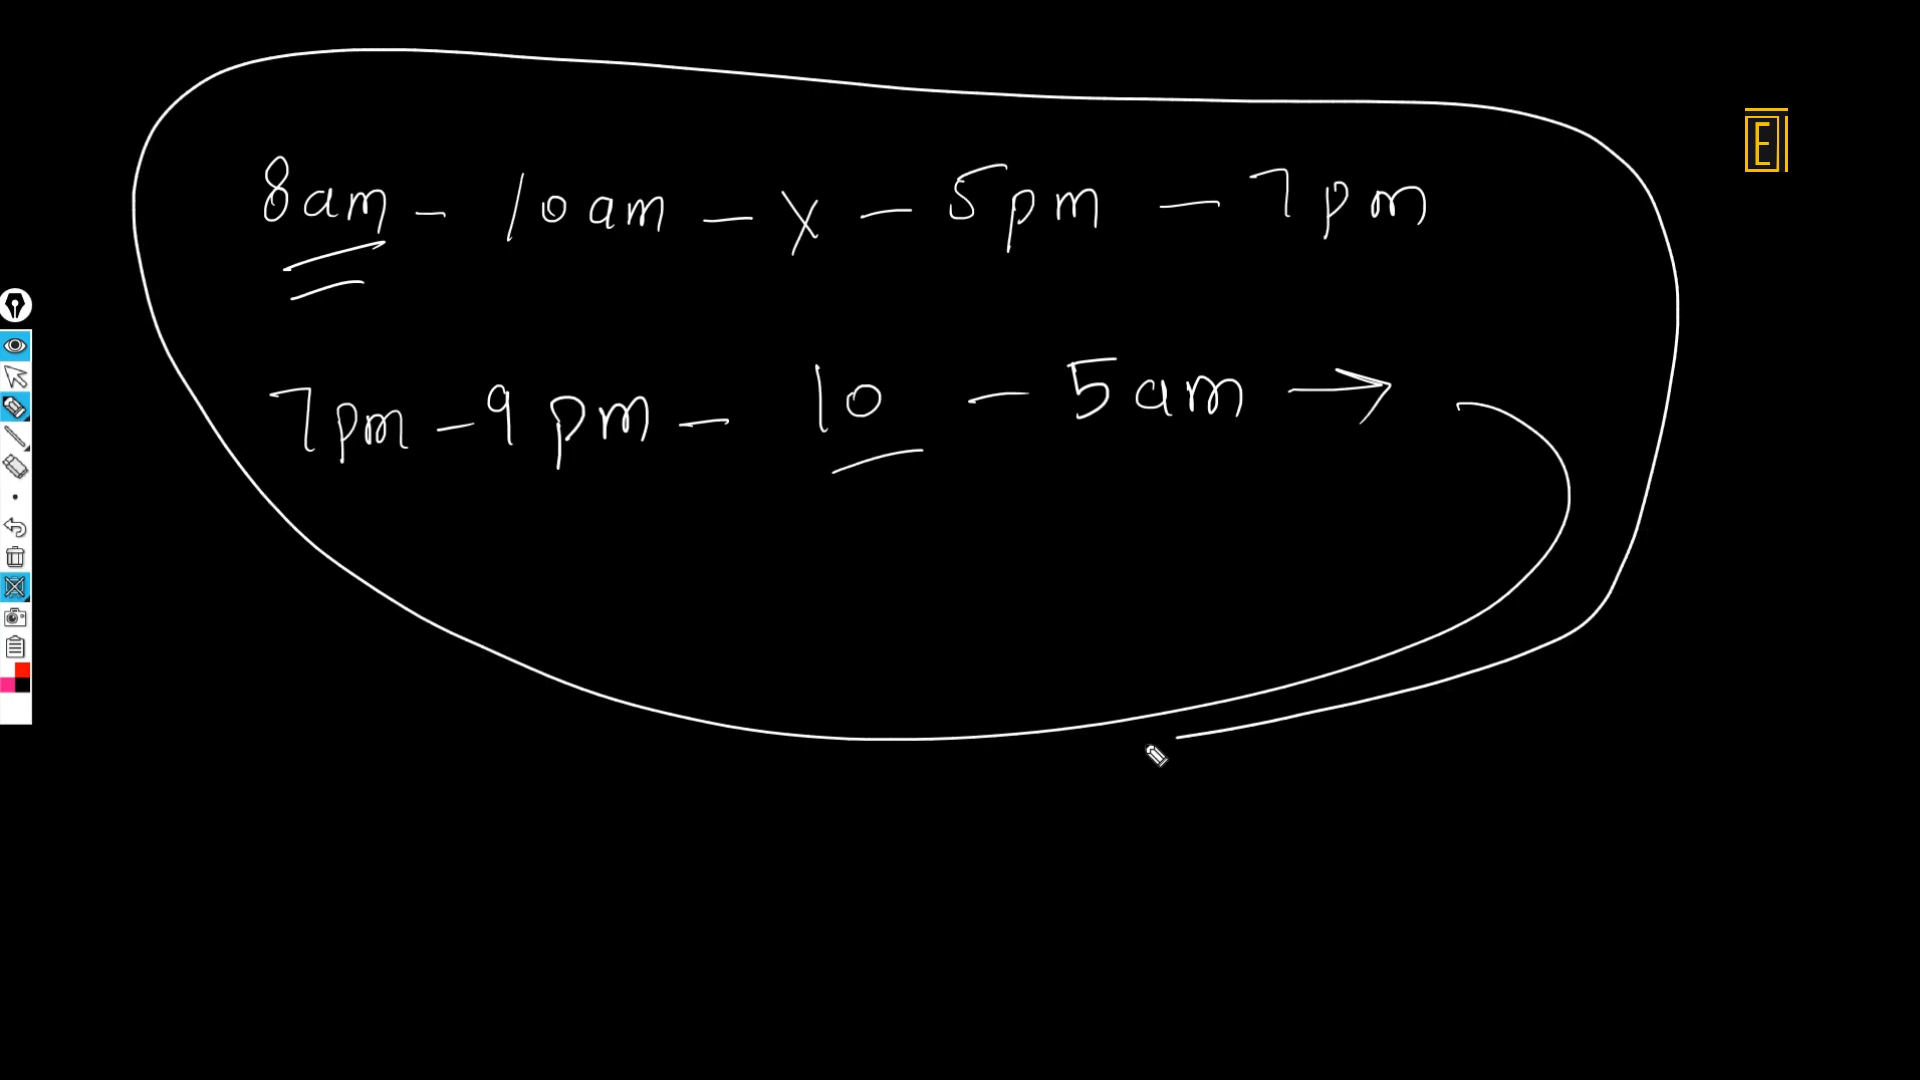 8am - 10am - x - 5pm - 7pm
7pm - 9pm - 10 - 5am →
E